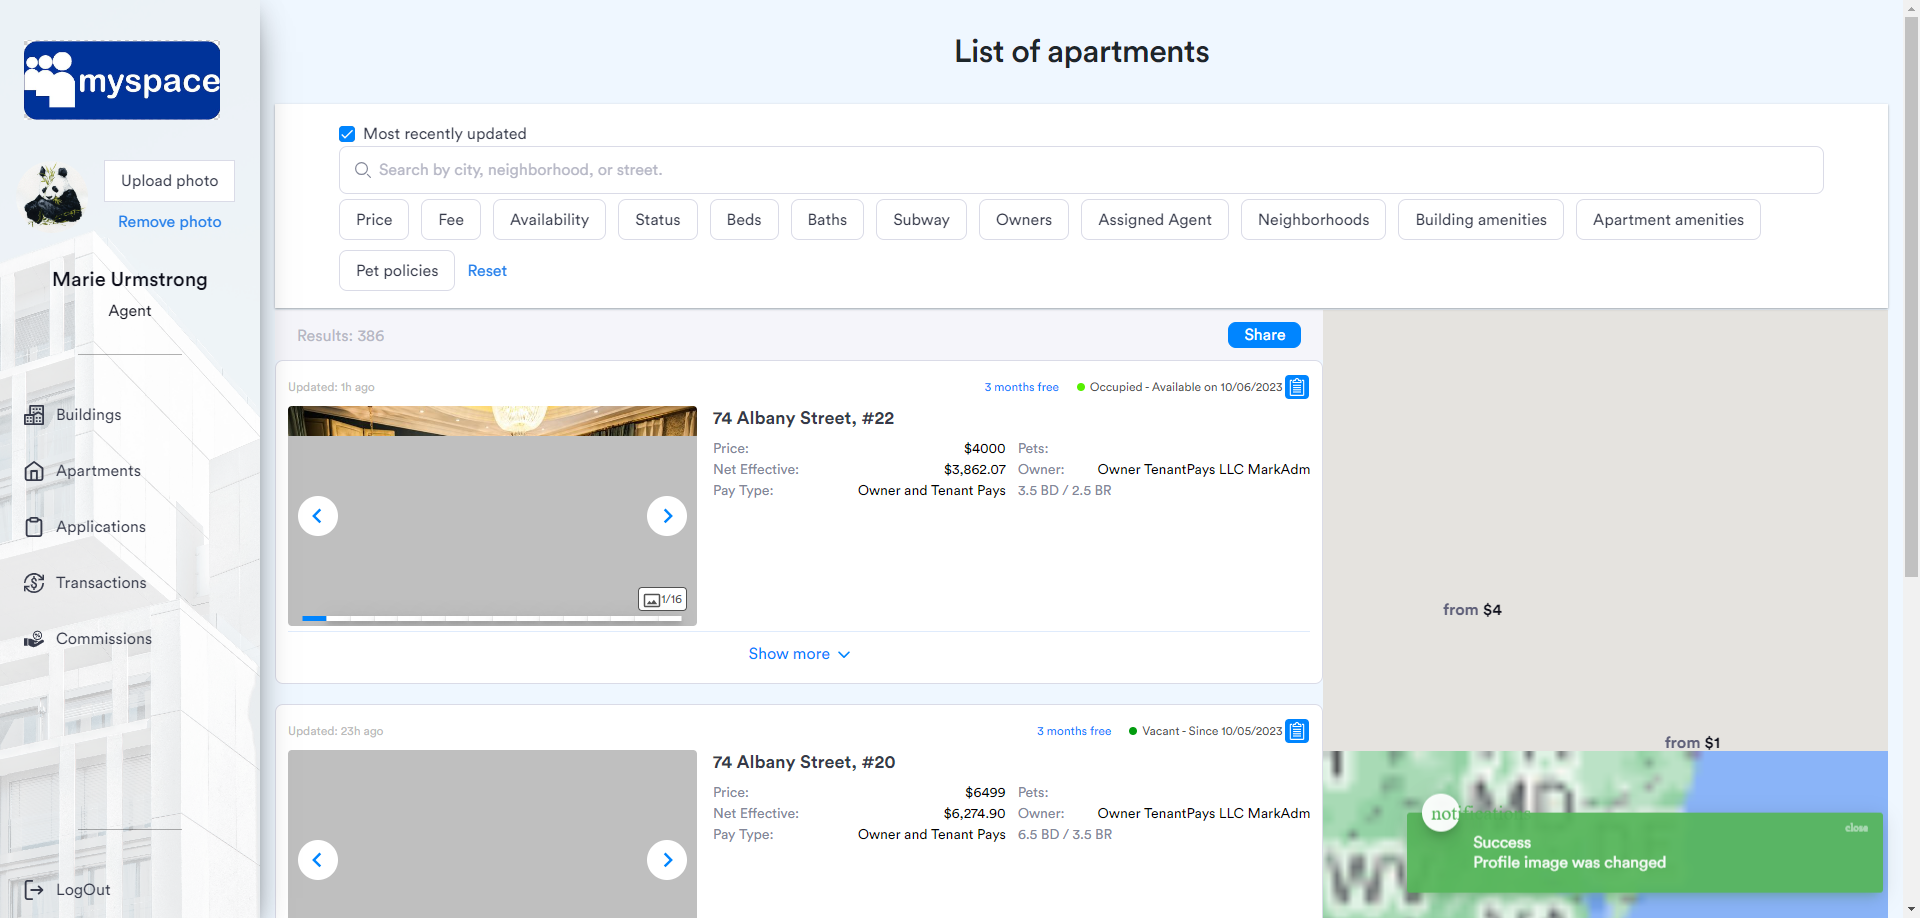 myspace
Upload photo
Remove photo
Marie Urmstrong
Agent
Buildings
Apartments
Applications
Transactions
Commissions
LogOut
List of apartments
Most recently updated
Search by city, neighborhood, or street.
Price Fee Availability Status Beds Baths Subway Owners Assigned Agent Neighborhoods Building amenities Apartment amenities
Pet policies Reset
Results: 386 Share
Updated: 1h ago 3 months free Occupied - Available on 10/06/2023
74 Albany Street, #22
Price: $4000 Pets:
Net Effective: $3,862.07 Owner: Owner TenantPays LLC MarkAdm
Pay Type: Owner and Tenant Pays 3.5 BD / 2.5 BR
1/16
Show more
Updated: 23h ago 3 months free Vacant - Since 10/05/2023
74 Albany Street, #20
Price: $6499 Pets:
Net Effective: $6,274.90 Owner: Owner TenantPays LLC MarkAdm
Pay Type: Owner and Tenant Pays 6.5 BD / 3.5 BR
from $4
from $1
notifications
close
Success
Profile image was changed